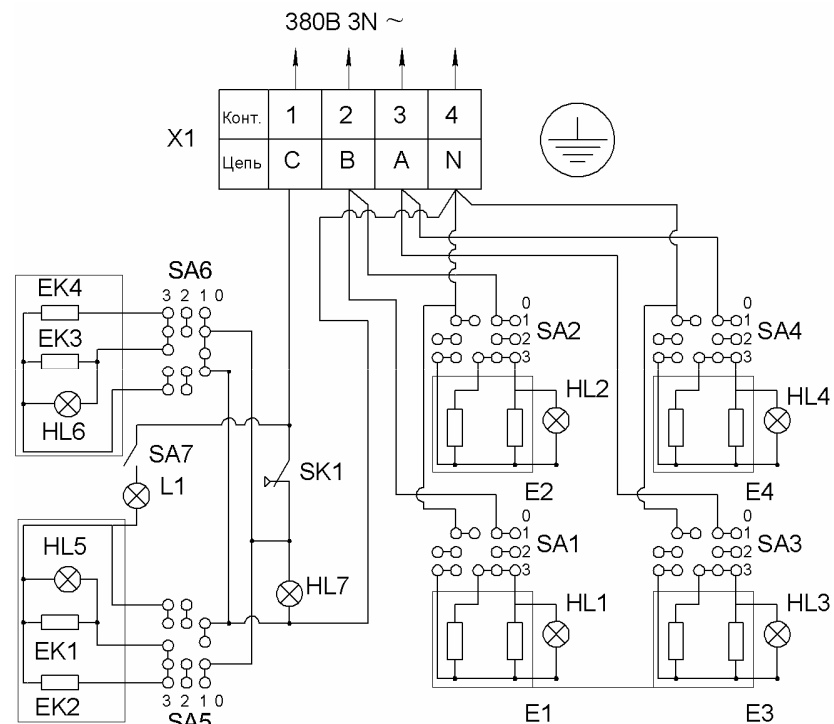 380В 3N ~
X1
Конт. 1 2 3 4
Цепь C B A N
SA6
3 2 1 0
EK4
EK3
HL6
SA7
L1
SK1
HL7
HL5
EK1
EK2
3 2 1 0
SA5
0
1
2
3
SA2
HL2
E2
0
1
2
3
SA4
HL4
E4
0
1
2
3
SA1
HL1
E1
0
1
2
3
SA3
HL3
E3